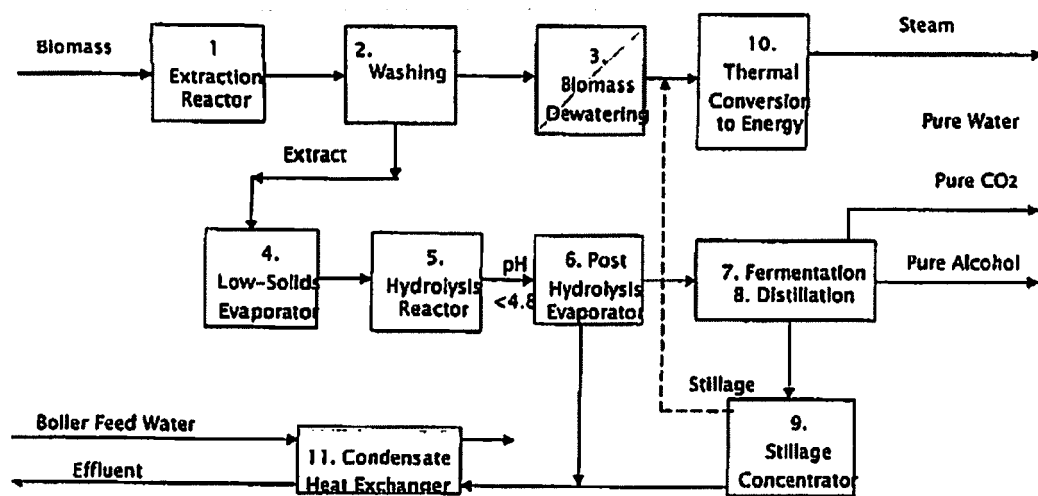 Biomass
1
Extraction
Reactor
2.
Washing
3.
Biomass
Dewatering
10.
Thermal
Conversion
to Energy
Steam
Pure Water
Pure CO2
Extract
4.
Low-Solids
Evaporator
5.
Hydrolysis
Reactor
pH
<4.8
6. Post
Hydrolysis
Evaporator
7. Fermentation
8. Distillation
Pure Alcohol
Stillage
9.
Stillage
Concentrator
Boiler Feed Water
Effluent
11. Condensate
Heat Exchanger